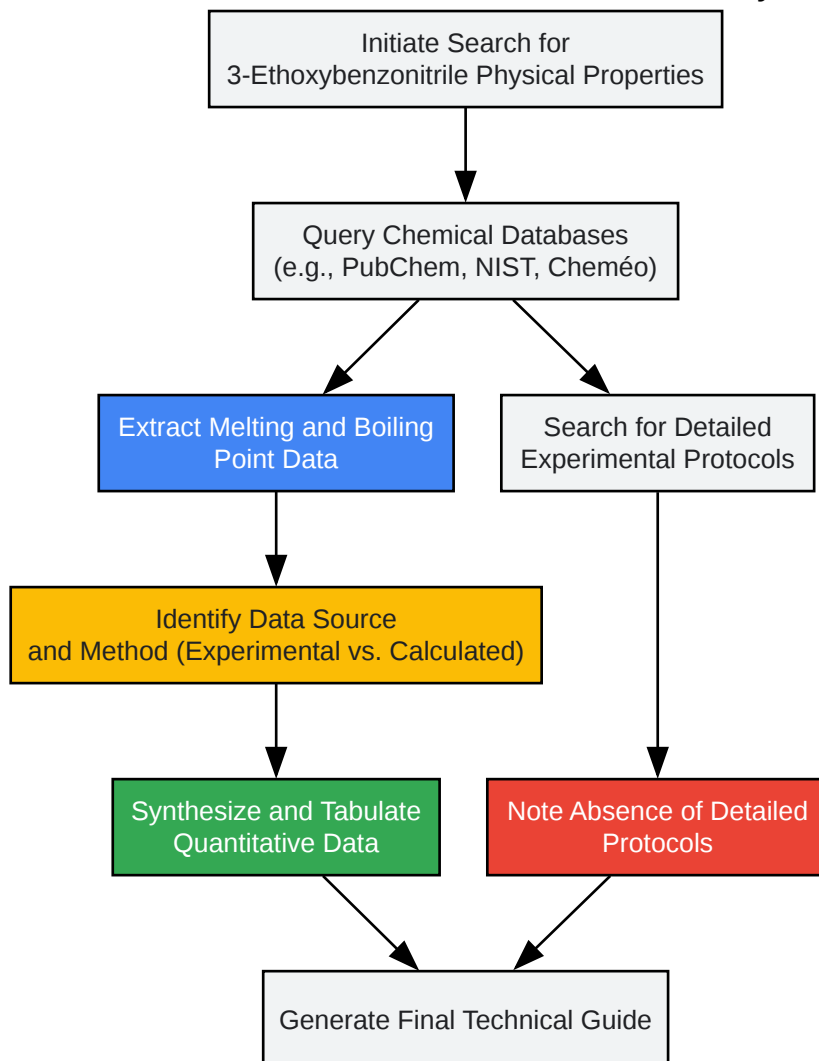 Initiate Search for
3-Ethoxybenzonitrile Physical Properties
Query Chemical Databases
(e.g., PubChem, NIST, Cheméo)
Extract Melting and Boiling
Point Data
Search for Detailed
Experimental Protocols
Identify Data Source
and Method (Experimental vs. Calculated)
Synthesize and Tabulate
Quantitative Data
Note Absence of Detailed
Protocols
Generate Final Technical Guide